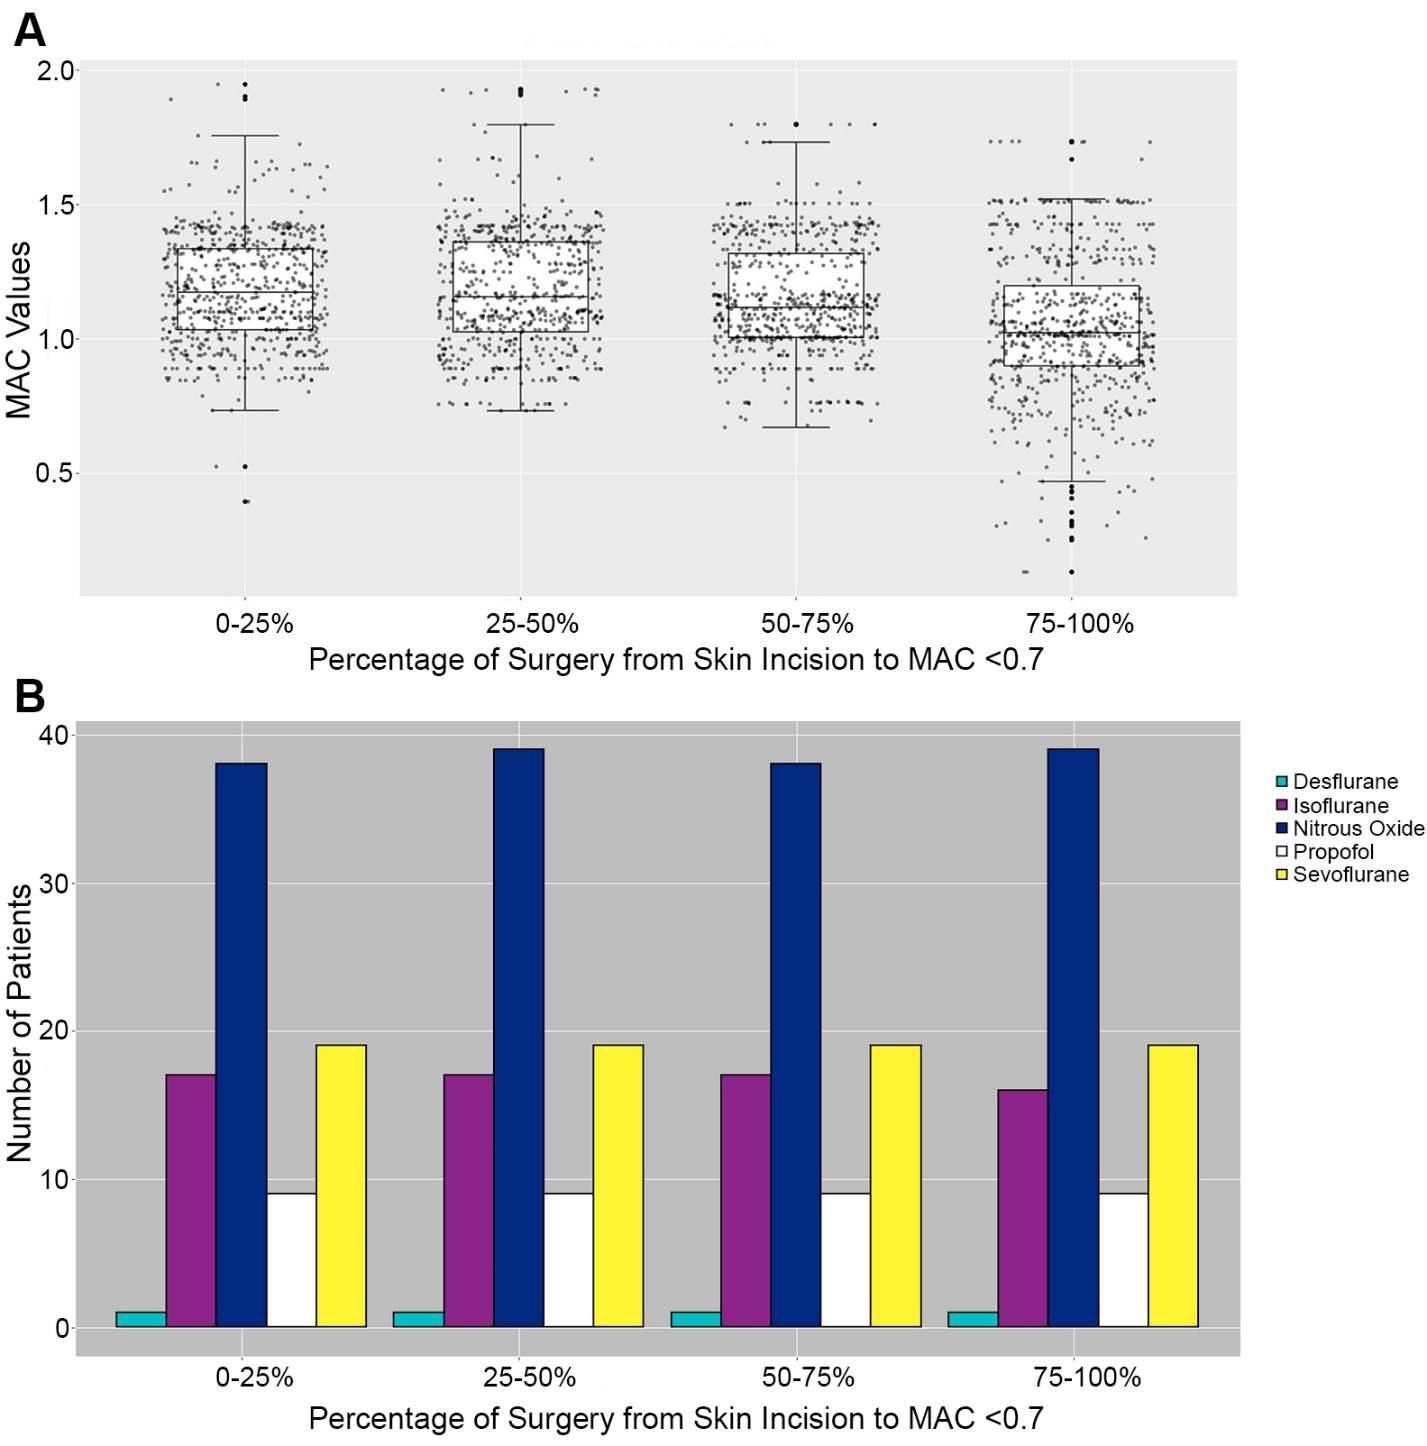 A
MAC Values
2.0
1.5
1.0
0.5
0-25% 25-50% 50-75% 75-100%
Percentage of Surgery from Skin Incision to MAC <0.7
B
Number of Patients
40
30
20
10
0
0-25% 25-50% 50-75% 75-100%
Percentage of Surgery from Skin Incision to MAC <0.7
Desflurane
Isoflurane
Nitrous Oxide
Propofol
Sevoflurane